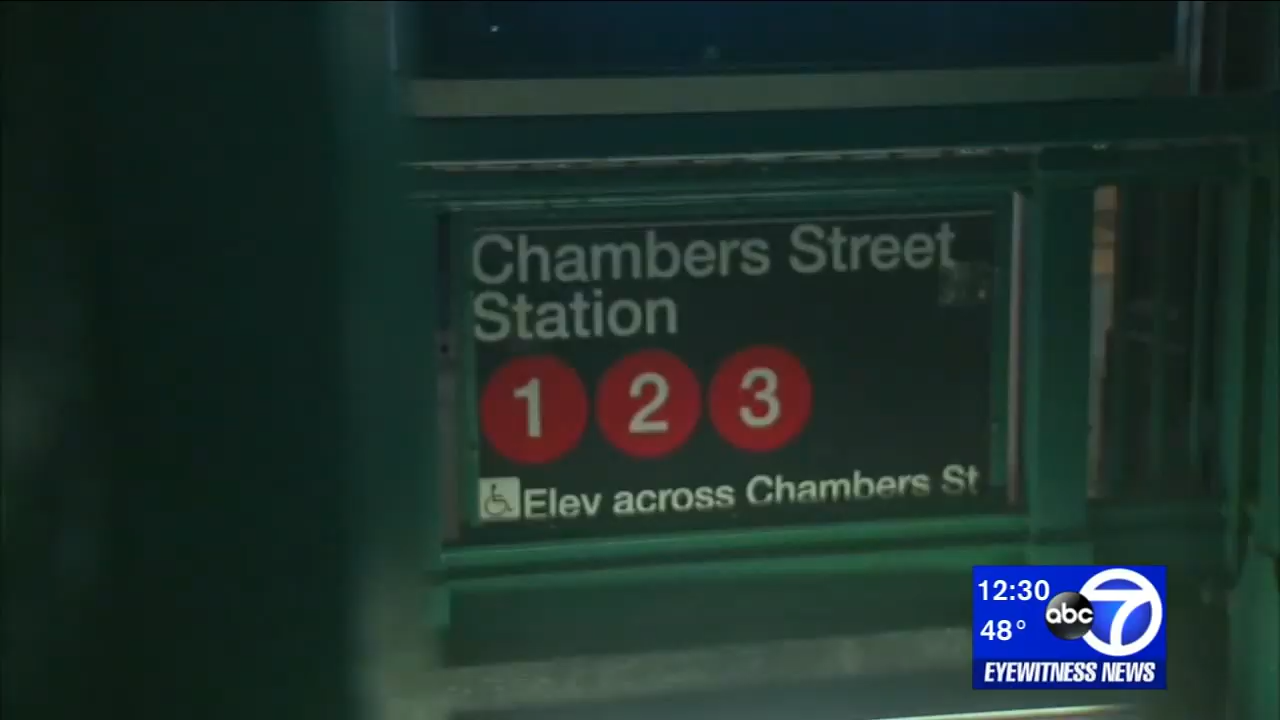 Chambers Street
Station
1 2 3
Elev across Chambers St
12:30
48°
abc 7
EYEWITNESS NEWS